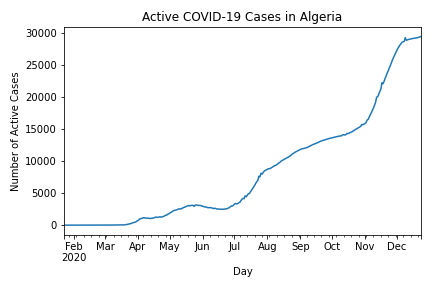 Active COVID-19 Cases in Algeria
Number of Active Cases
30000
25000
20000
15000
10000
5000
0
Feb Mar Apr May Jun Jul Aug Sep Oct Nov Dec
2020
Day